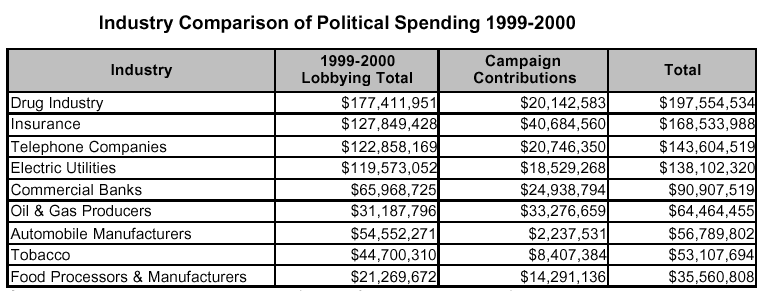 Industry Comparison of Political Spending 1999-2000
Industry 1999-2000 Lobbying Total Campaign Contributions Total
Drug Industry $177,411,951 $20,142,583 $197,554,534
Insurance $127,849,428 $40,684,560 $168,533,988
Telephone Companies $122,858,169 $20,746,350 $143,604,519
Electric Utilities $119,573,052 $18,529,268 $138,102,320
Commercial Banks $65,968,725 $24,938,794 $90,907,519
Oil & Gas Producers $31,187,796 $33,276,659 $64,464,455
Automobile Manufacturers $54,552,271 $2,237,531 $56,789,802
Tobacco $44,700,310 $8,407,384 $53,107,694
Food Processors & Manufacturers $21,269,672 $14,291,136 $35,560,808